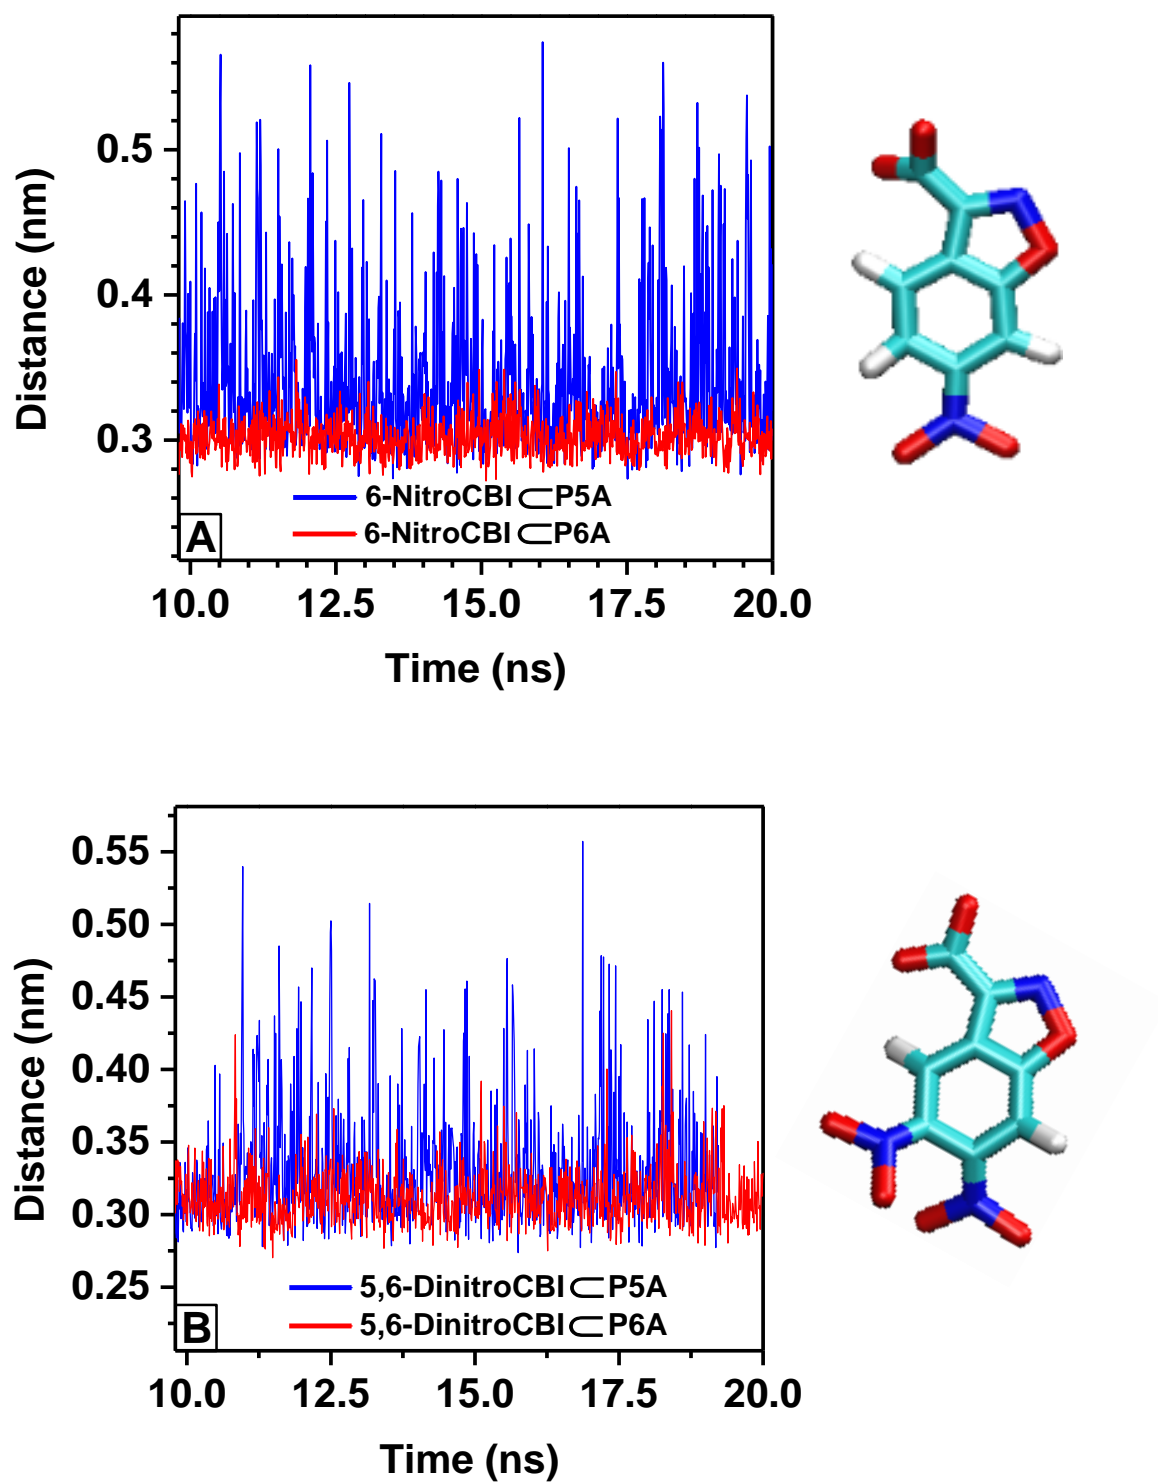 Distance (nm)
0.5
0.4
0.3
6-NitroCBI ⊂P5A
6-NitroCBI ⊂P6A
A
10.0 12.5 15.0 17.5 20.0
Time (ns)
Distance (nm)
0.55
0.50
0.45
0.40
0.35
0.30
0.25
5,6-DinitroCBI⊂P5A
5,6-DinitroCBI⊂P6A
B
10.0 12.5 15.0 17.5 20.0
Time (ns)